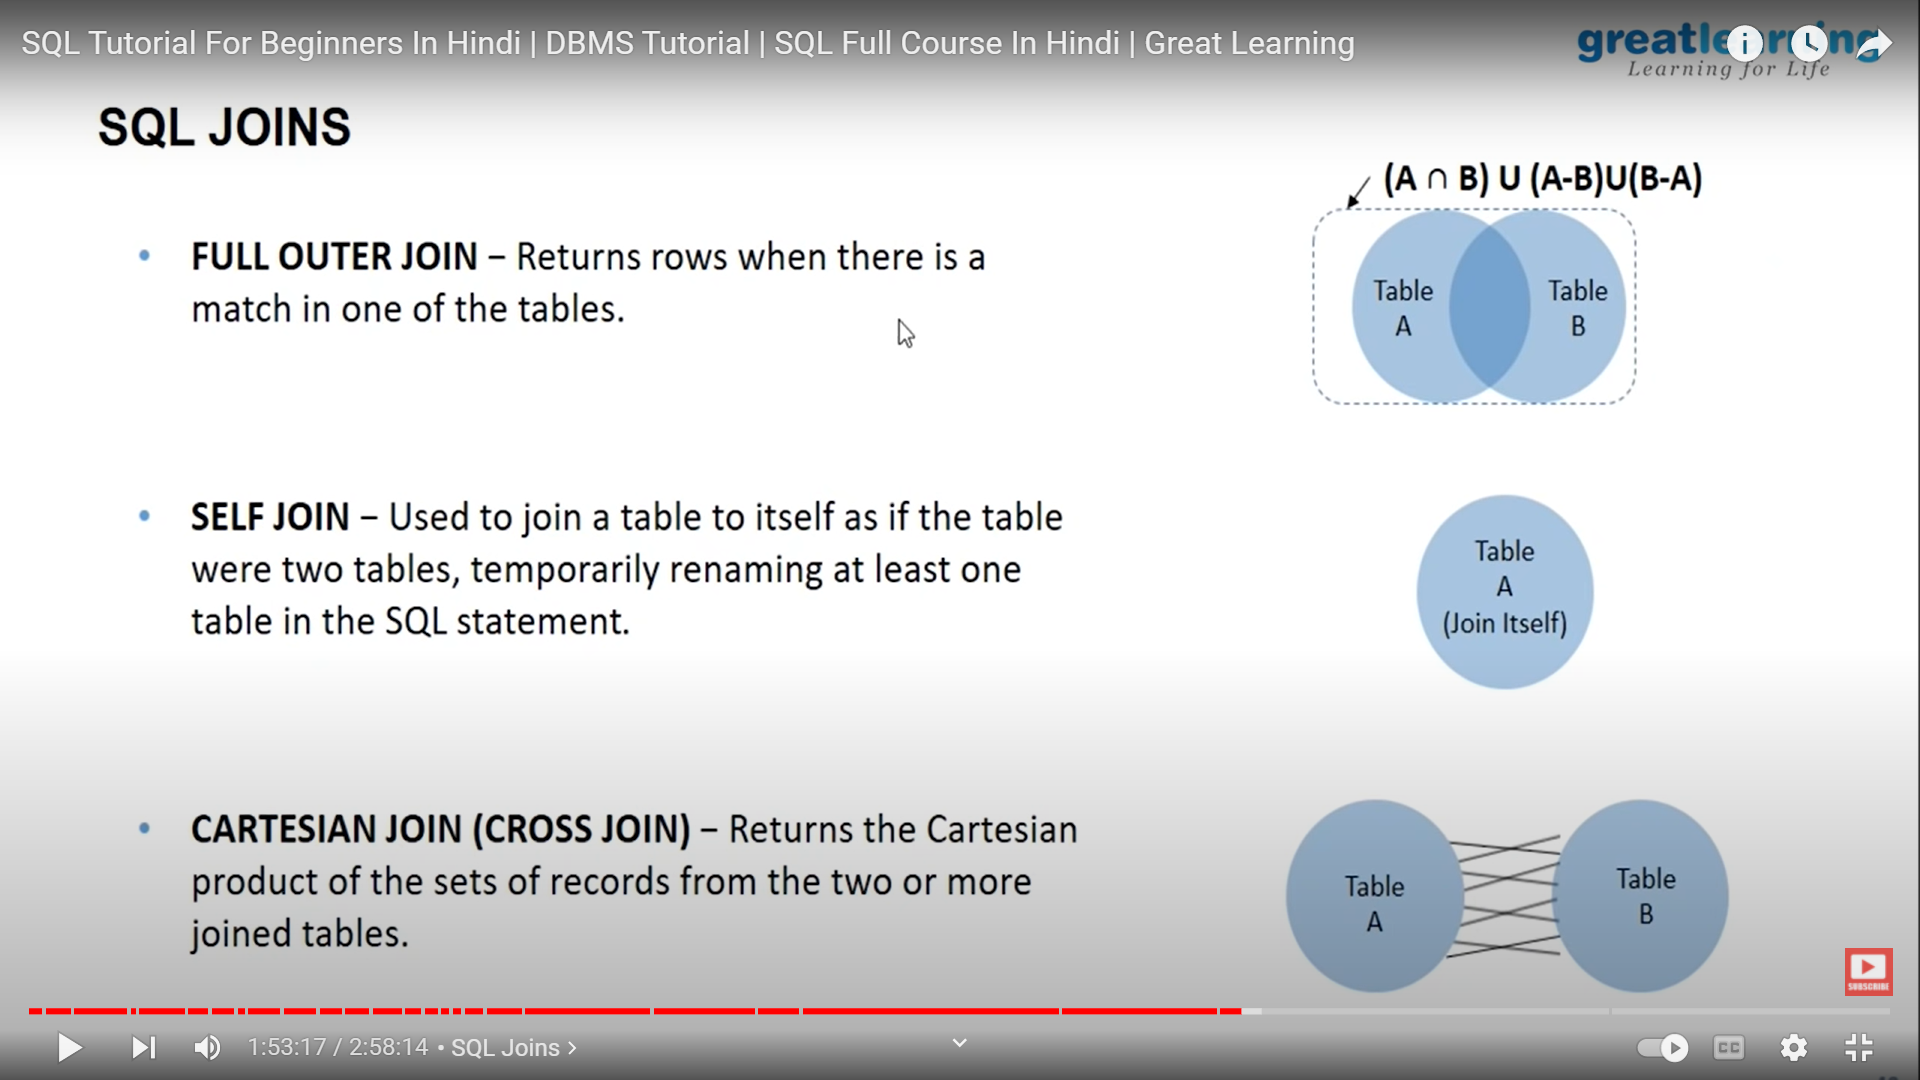 SQL Tutorial For Beginners In Hindi | DBMS Tutorial | SQL Full Course In Hindi | Great Learning
greatlearning
Learning for Life
SQL JOINS
(A ∩ B) U (A-B)U(B-A)
• FULL OUTER JOIN – Returns rows when there is a
match in one of the tables.
Table
A
Table
B
• SELF JOIN – Used to join a table to itself as if the table
were two tables, temporarily renaming at least one
table in the SQL statement.
Table
A
(Join Itself)
• CARTESIAN JOIN (CROSS JOIN) – Returns the Cartesian
product of the sets of records from the two or more
joined tables.
Table
A
Table
B
SUBSCRIBE
1:53:17 / 2:58:14 • SQL Joins >
CC